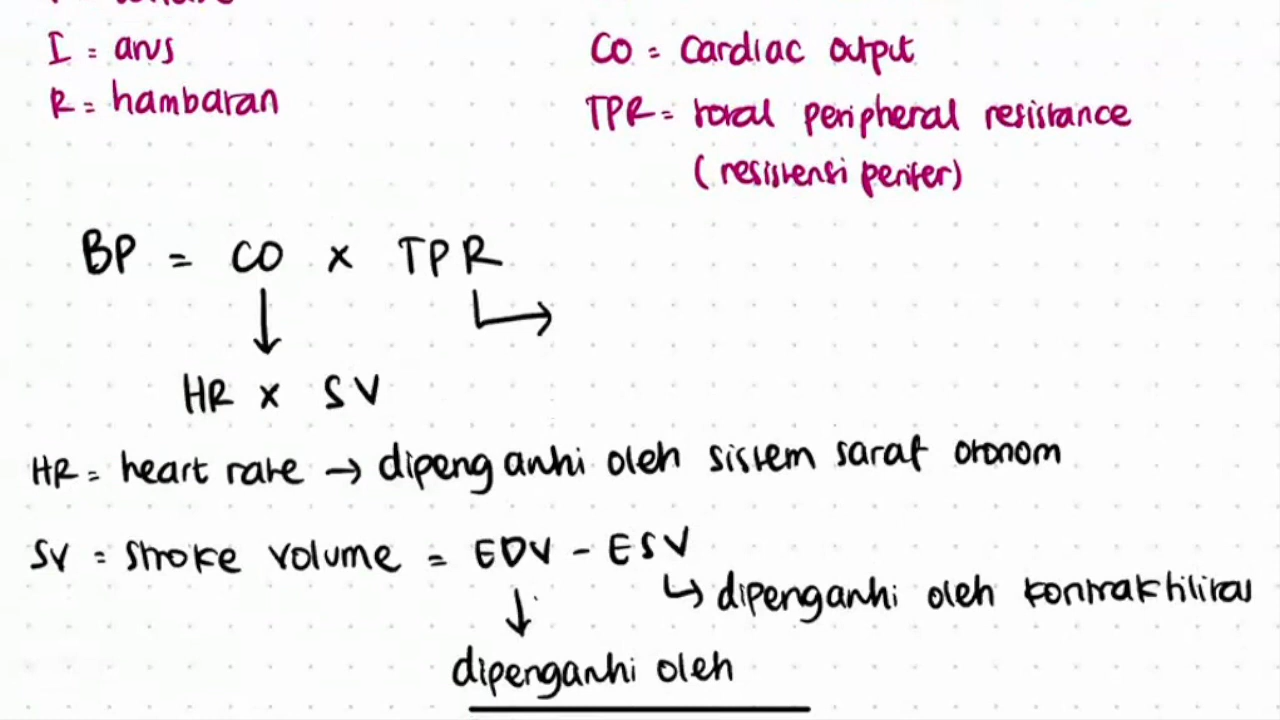 I = arus
R = hambatan
CO = Cardiac output
TPR = total peripheral resistance
(resistensi perifer)
BP = CO x TPR
HR x SV
HR = heart rate → dipengaruhi oleh sistem saraf otonom
SV = stroke volume = EDV - ESV
↳ dipengaruhi oleh kontraktilitas
dipengaruhi oleh